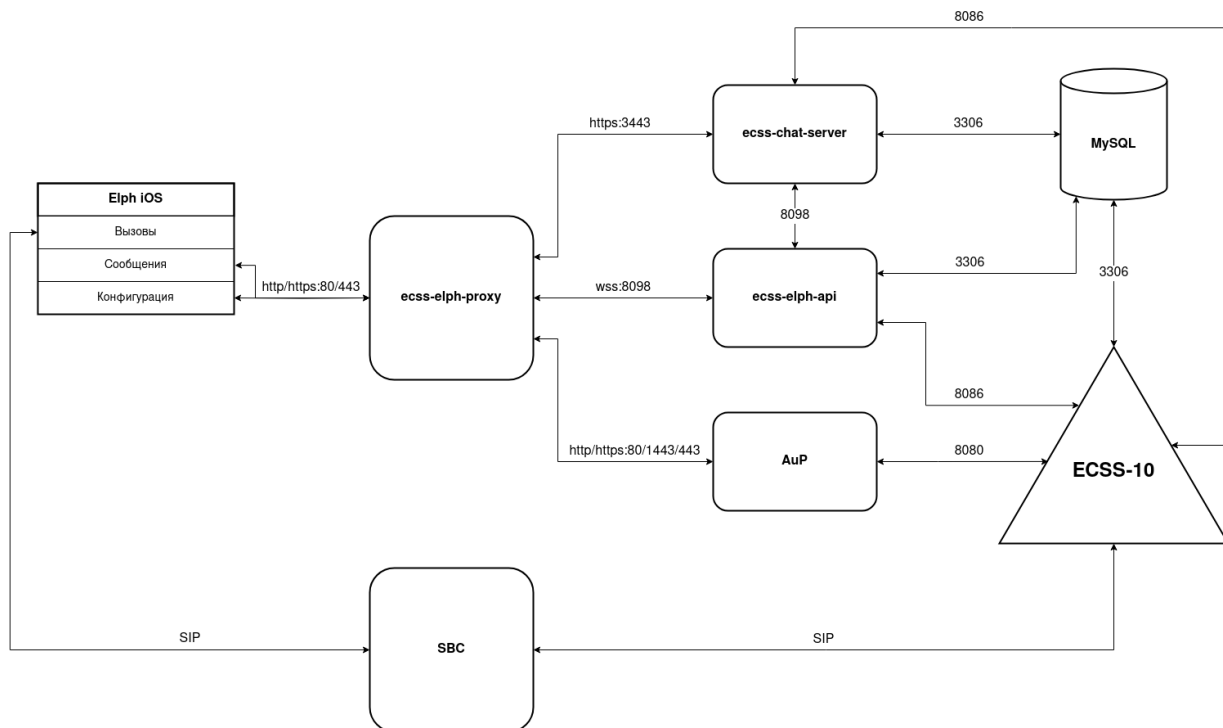 8086
https:3443
ecss-chat-server
3306
MySQL
Elph iOS
Вызовы
Сообщения
Конфигурация
http/https:80/443
ecss-elph-proxy
8098
wss:8098
ecss-elph-api
3306
3306
8086
http/https:80/1443/443
AuP
8080
ECSS-10
SIP
SBC
SIP